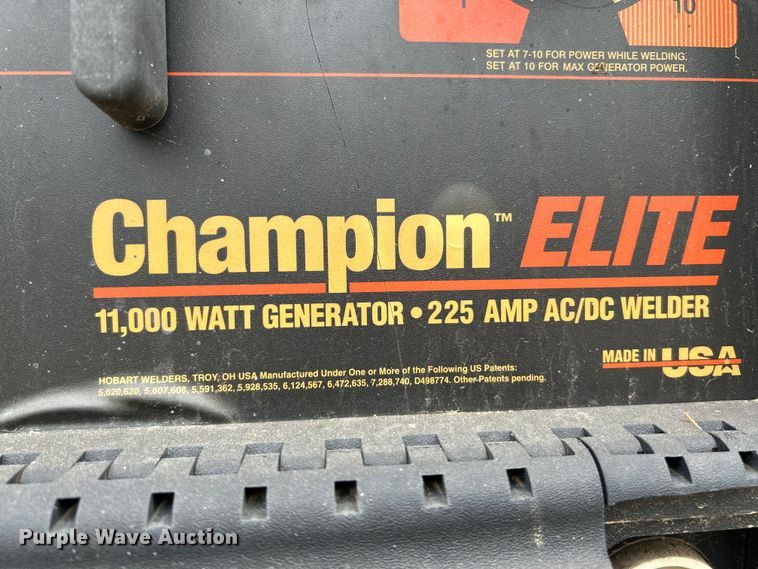 10
SET AT 7-10 FOR POWER WHILE WELDING.
SET AT 10 FOR MAX GENERATOR POWER.
Champion™ ELITE
11,000 WATT GENERATOR • 225 AMP AC/DC WELDER
MADE IN USA
HOBART WELDERS, TROY, OH USA Manufactured Under One or More of the Following US Patents:
5,620,620, 5,607,608, 5,591,362, 5,928,535, 6,124,567, 6,472,635, 7,288,740, D498774. Other Patents pending.
Purple Wave Auction